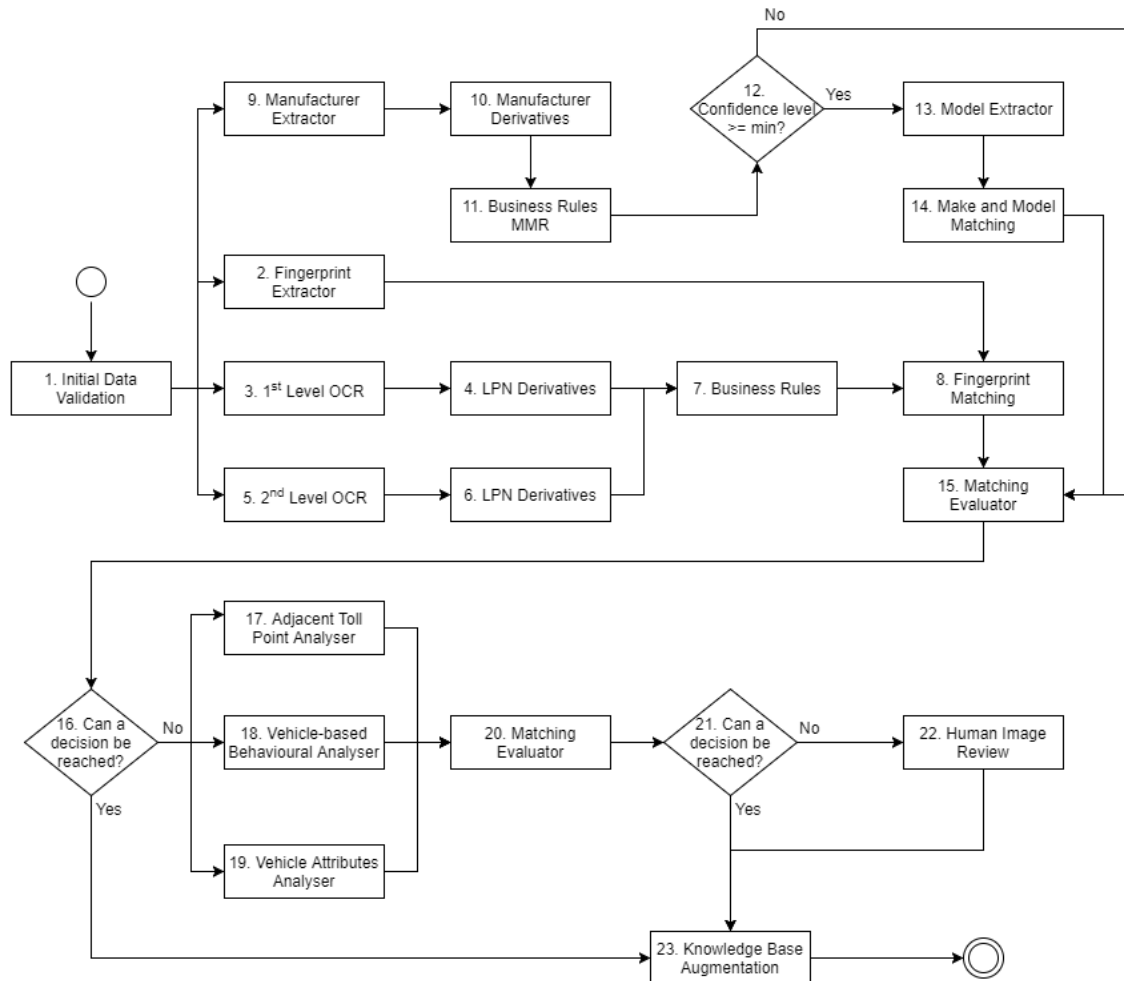 No
9. Manufacturer
Extractor
10. Manufacturer
Derivatives
12.
Confidence level
>= min?
Yes
13. Model Extractor
11. Business Rules
MMR
14. Make and Model
Matching
2. Fingerprint
Extractor
1. Initial Data
Validation
3. 1st Level OCR
4. LPN Derivatives
7. Business Rules
8. Fingerprint
Matching
5. 2nd Level OCR
6. LPN Derivatives
15. Matching
Evaluator
17. Adjacent Toll
Point Analyser
16. Can a
decision be
reached?
No
18. Vehicle-based
Behavioural Analyser
20. Matching
Evaluator
21. Can a
decision be
reached?
No
22. Human Image
Review
Yes
Yes
19. Vehicle Attributes
Analyser
23. Knowledge Base
Augmentation